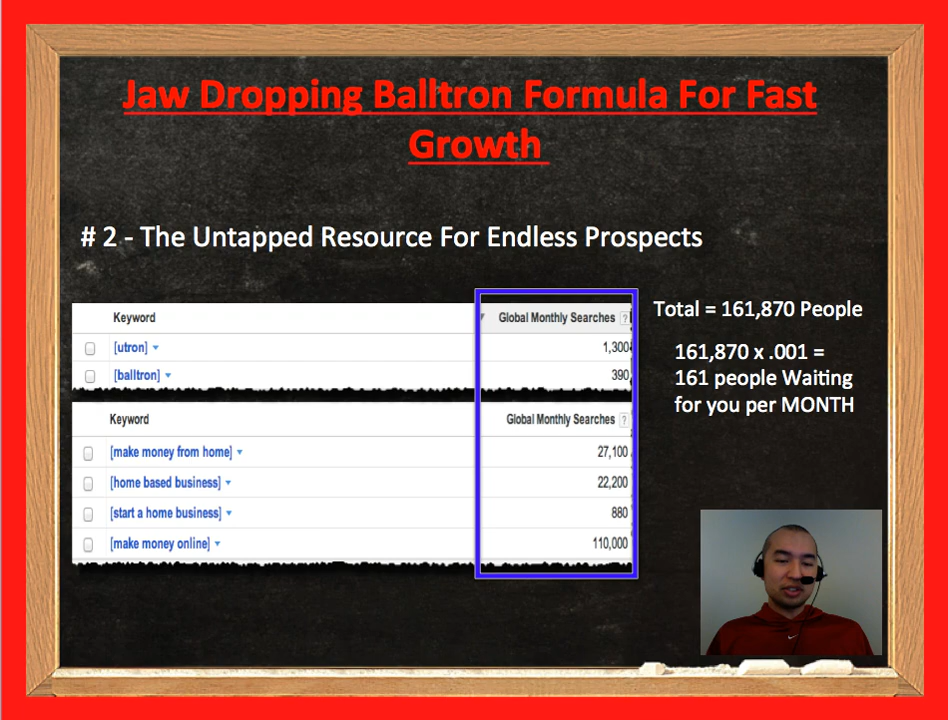 Jaw Dropping Balltron Formula For Fast
Growth
# 2 - The Untapped Resource For Endless Prospects
Keyword Global Monthly Searches ?
[utron] 1,300
[balltron] 390
Keyword Global Monthly Searches ?
[make money from home] 27,100
[home based business] 22,200
[start a home business] 880
[make money online] 110,000
Total = 161,870 People
161,870 x .001 =
161 people Waiting
for you per MONTH